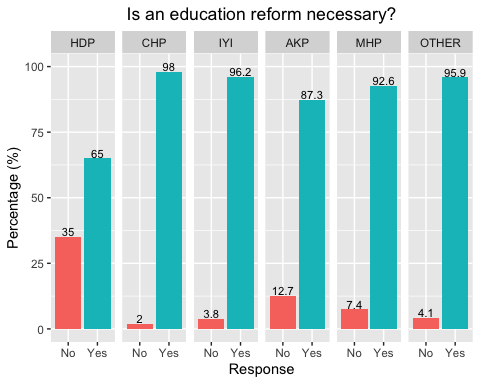 Is an education reform necessary?
HDP CHP IYI AKP MHP OTHER
100
75
50
25
0
Percentage (%)
35 65 2 98 3.8 96.2 12.7 87.3 7.4 92.6 4.1 95.9
No Yes No Yes No Yes No Yes No Yes No Yes
Response